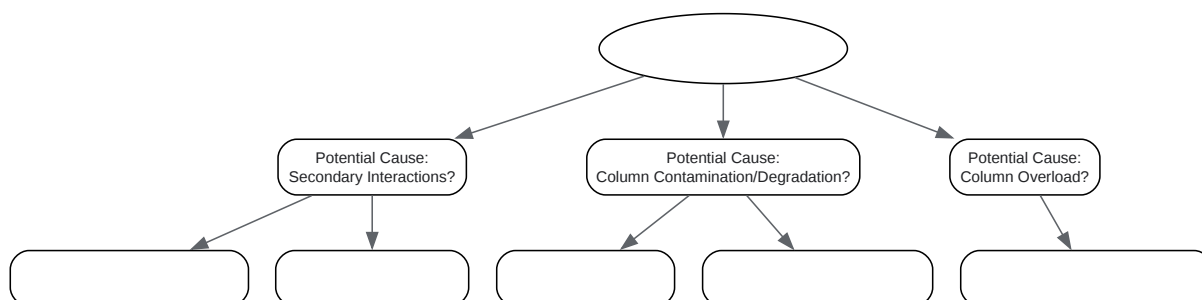 Potential Cause:
Secondary Interactions?
Potential Cause:
Column Contamination/Degradation?
Potential Cause:
Column Overload?